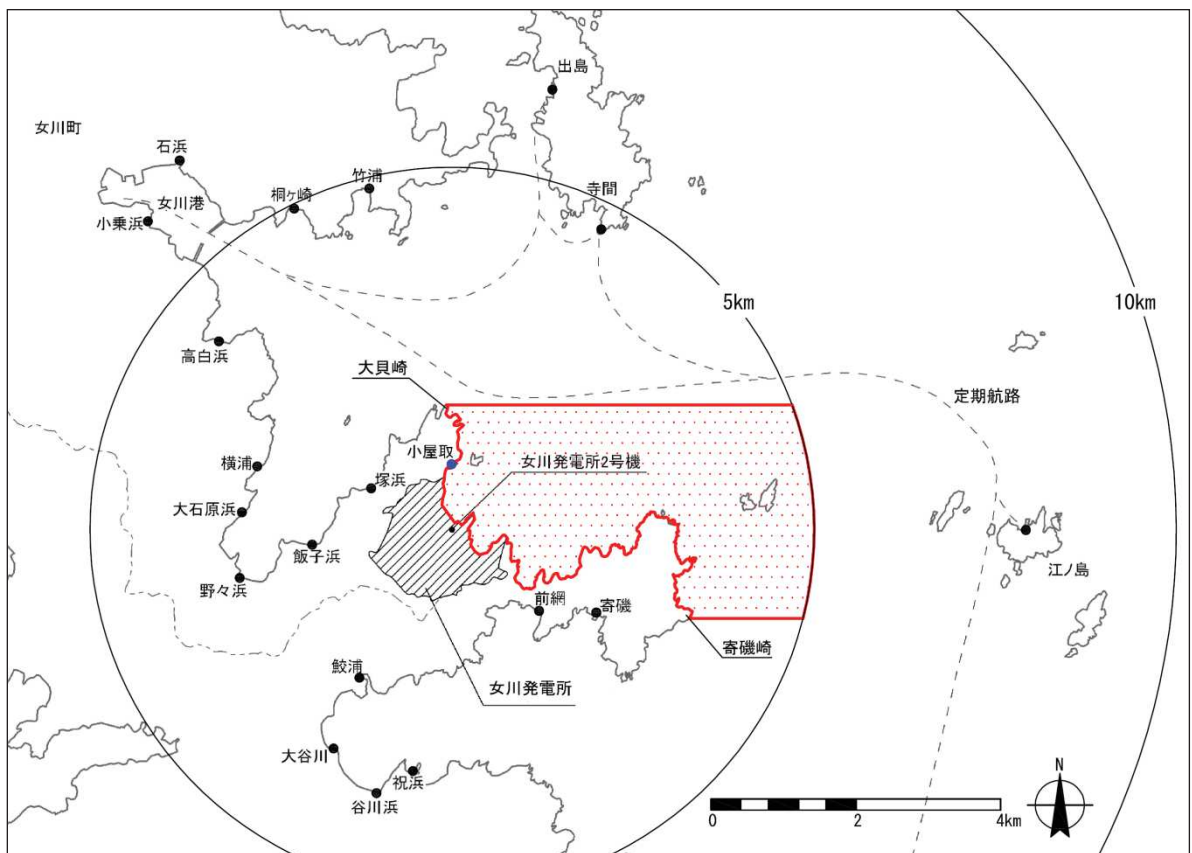 出島
女川町
石浜
竹浦
桐ヶ崎
寺間
女川港
小乗浜
5km
10km
高白浜
大貝崎
定期航路
小屋取
女川発電所2号機
横浦
塚浜
大石原浜
飯子浜
江ノ島
野々浜
前網
寄磯
寄磯崎
鮫浦
女川発電所
大谷川
祝浜
谷川浜
N
0 2 4km